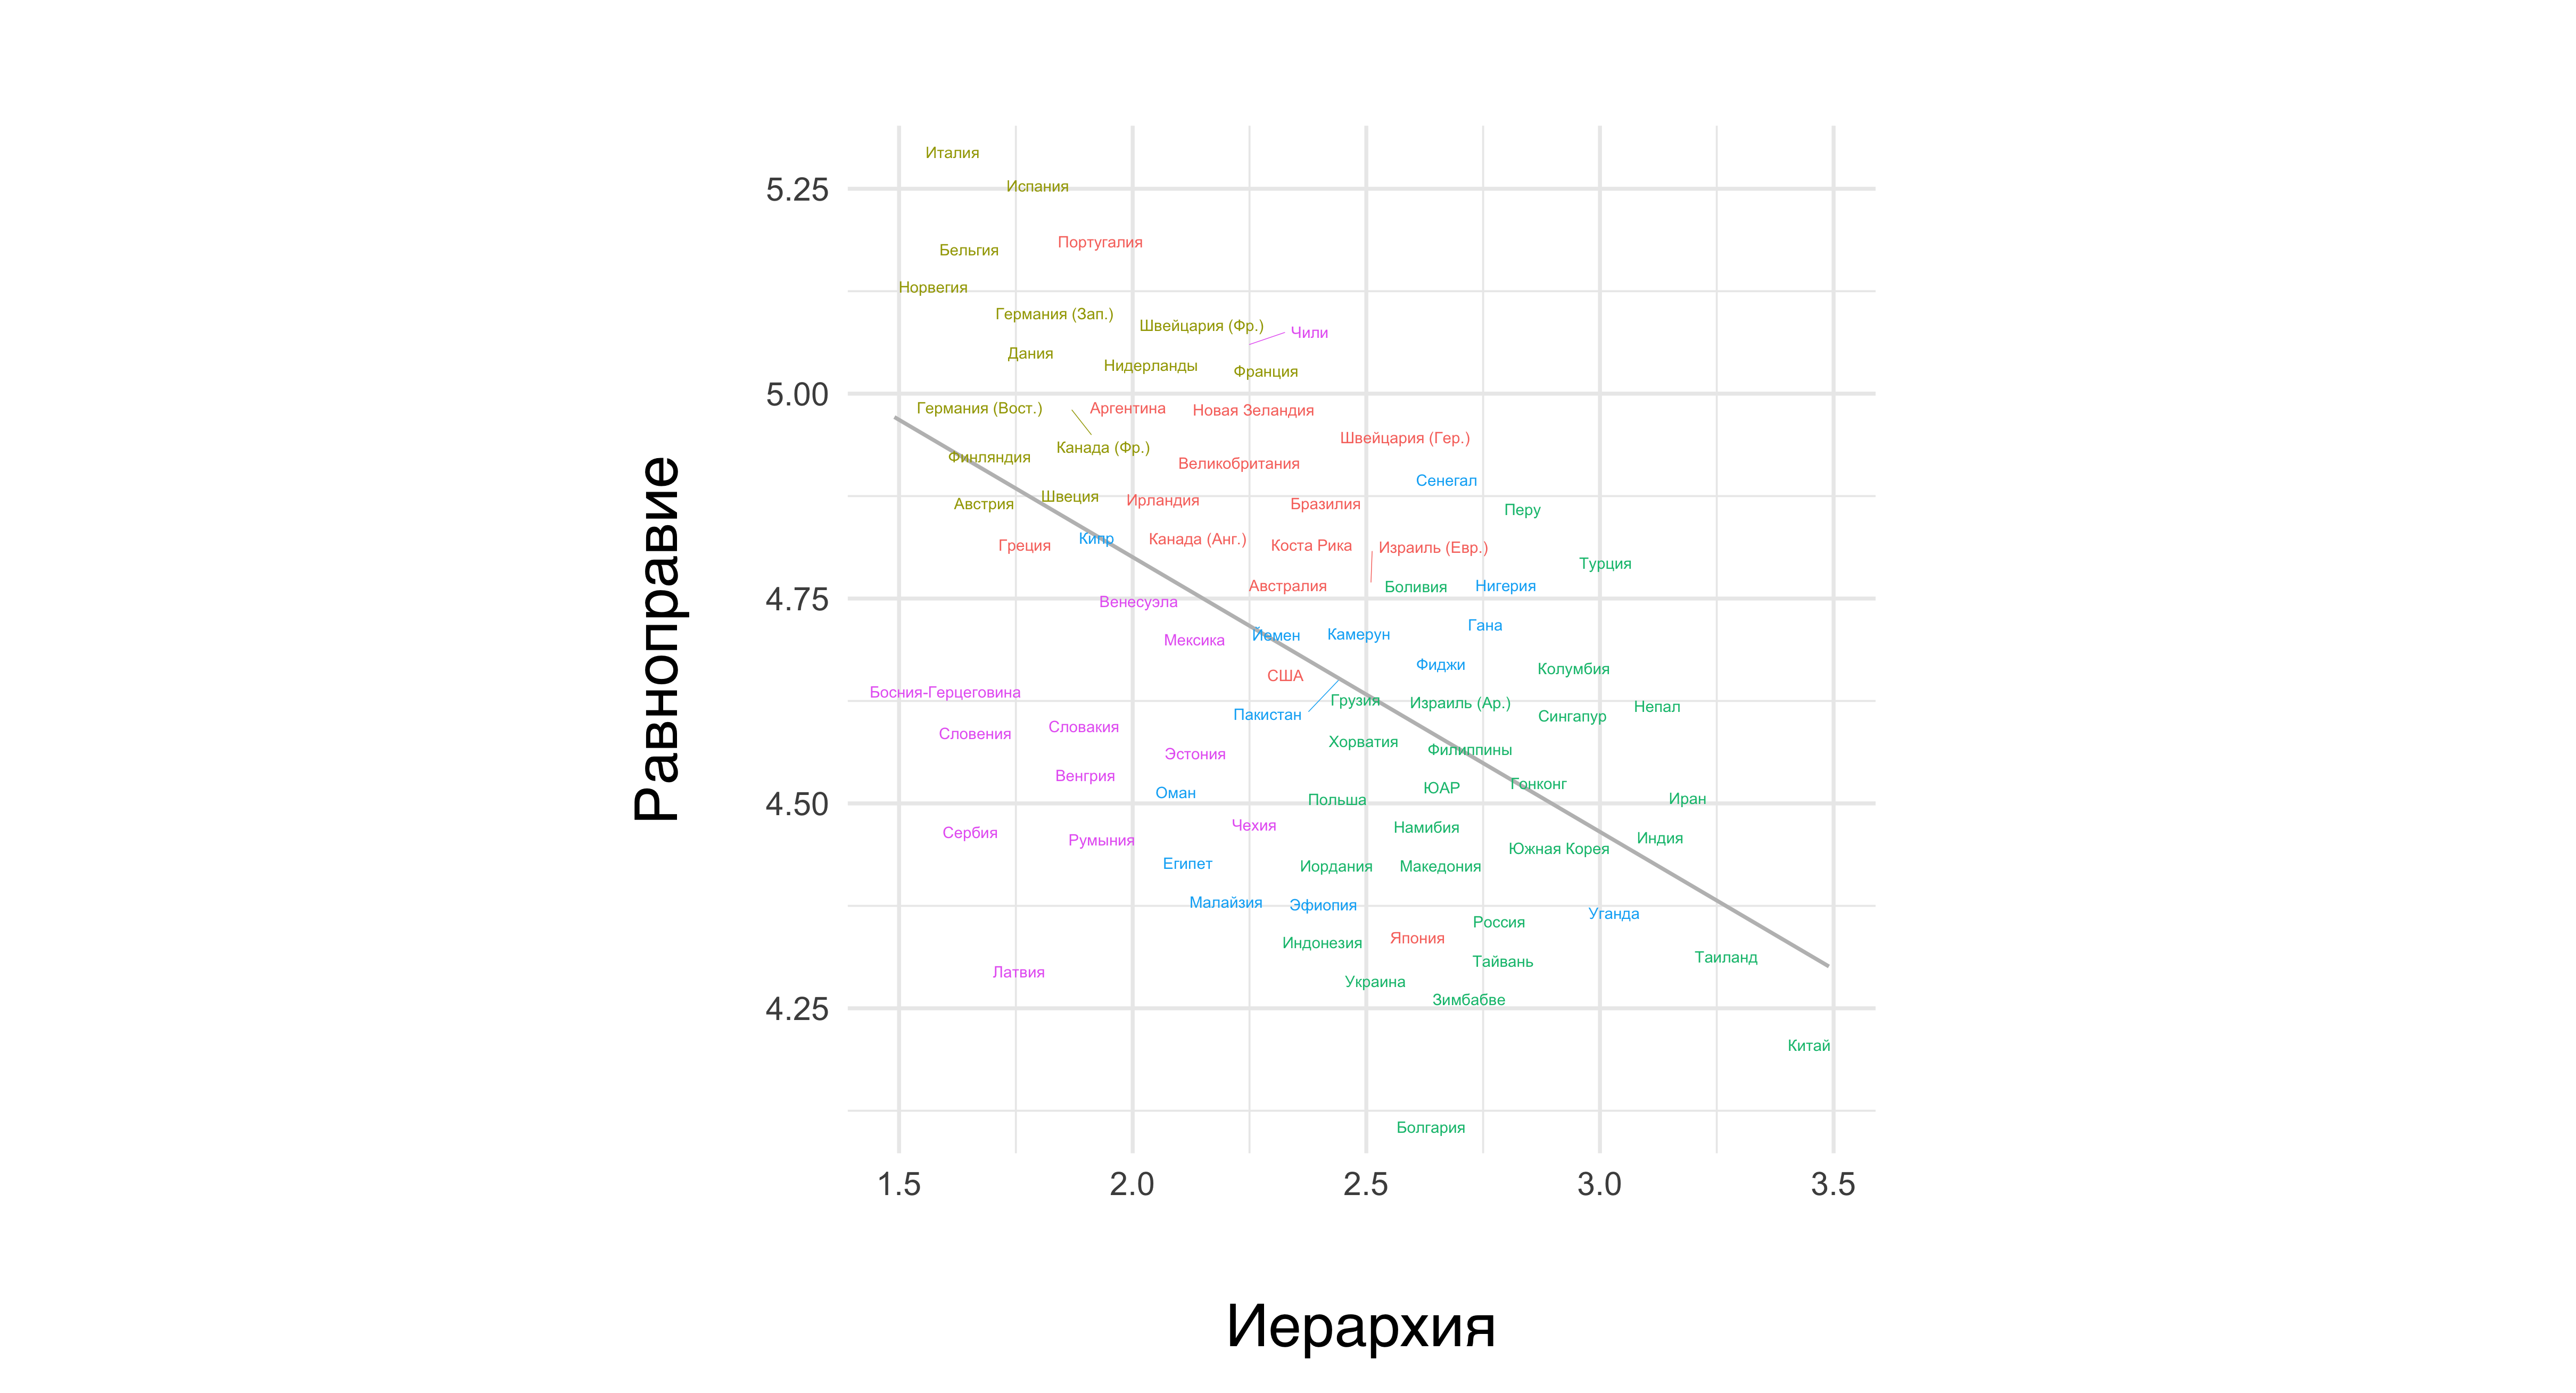 Италия
5.25
Испания
Португалия
Бельгия
Норвегия
Германия (Зап.)
Швейцария (Фр.)
Чили
Дания
Нидерланды
Франция
5.00
Германия (Вост.)
Аргентина
Новая Зеландия
Швейцария (Гер.)
Канада (Фр.)
Финляндия
Великобритания
Сенегал
Швеция
Ирландия
Австрия
Бразилия
Перу
Кипр
Канада (Анг.)
Греция
Коста Рика
Израиль (Евр.)
Турция
Австралия
Боливия
Нигерия
4.75
Венесуэла
Гана
Йемен
Камерун
Мексика
Фиджи
Колумбия
США
Босния-Герцеговина
Грузия
Израиль (Ар.)
Непал
Пакистан
Сингапур
Словакия
Словения
Хорватия
Филиппины
Эстония
Венгрия
Гонконг
ЮАР
Оман
Иран
Польша
4.50
Чехия
Намибия
Сербия
Румыния
Индия
Южная Корея
Египет
Иордания
Македония
Малайзия
Эфиопия
Уганда
Россия
Япония
Индонезия
Таиланд
Тайвань
Латвия
Украина
Зимбабве
4.25
Китай
Болгария
Равноправие
1.5 2.0 2.5 3.0 3.5
Иерархия